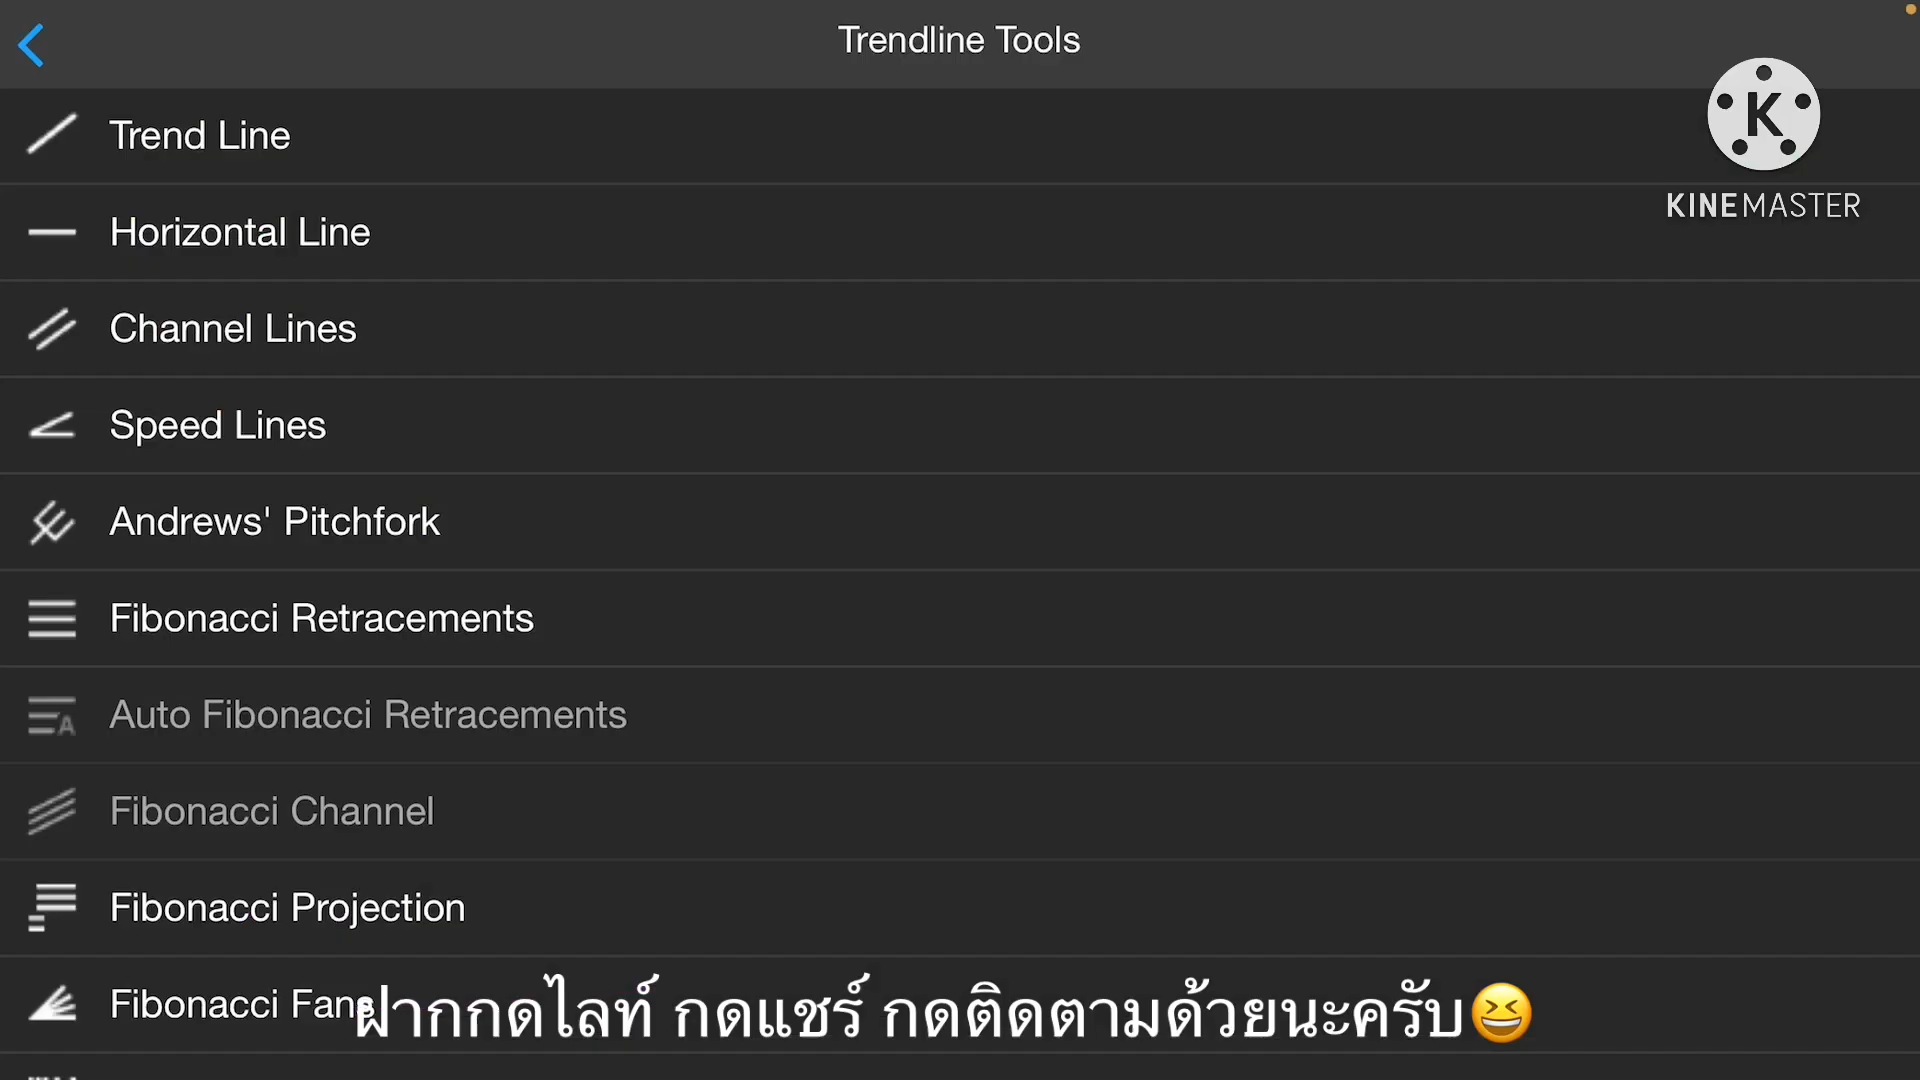 Trendline Tools
Trend Line
K
KINEMASTER
Horizontal Line
Channel Lines
Speed Lines
Andrews' Pitchfork
Fibonacci Retracements
Auto Fibonacci Retracements
Fibonacci Channel
Fibonacci Projection
Fibonacci Fans
ฝากกดไลท์ กดแชร์ กดติดตามด้วยนะครับ😆